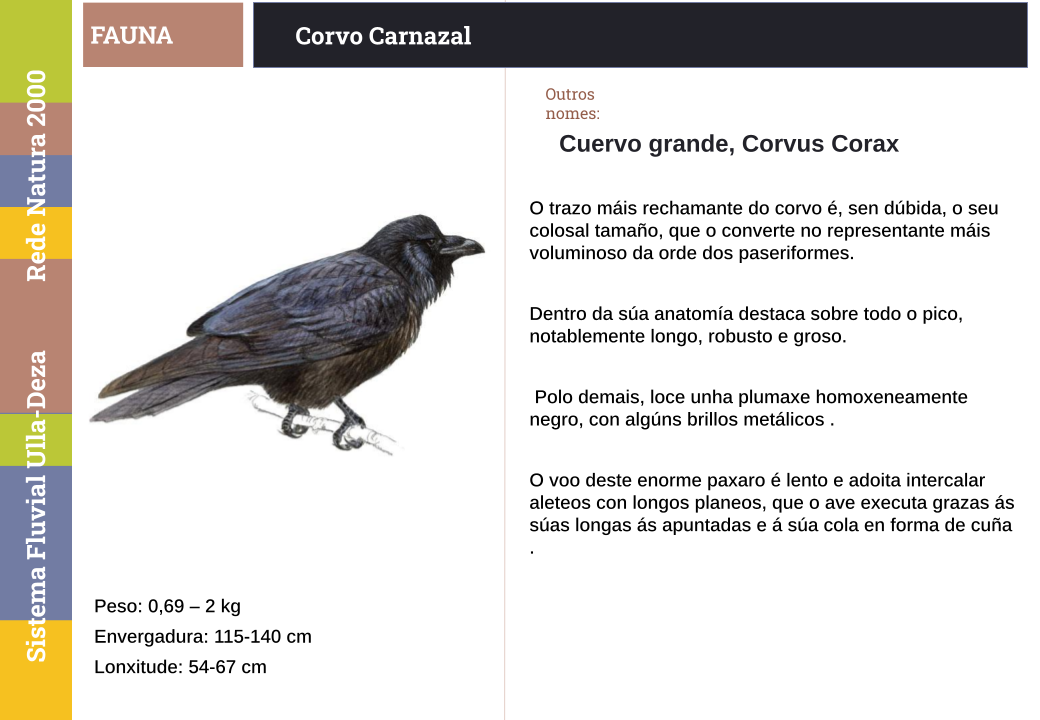 FAUNA
Corvo Carnazal
Rede Natura 2000
Sistema Fluvial Ulla-Deza
Outros
nomes:
Cuervo grande, Corvus Corax
O trazo máis rechamante do corvo é, sen dúbida, o seu
colosal tamaño, que o converte no representante máis
voluminoso da orde dos paseriformes.
Dentro da súa anatomía destaca sobre todo o pico,
notablemente longo, robusto e groso.
Polo demais, loce unha plumaxe homoxeneamente
negro, con algúns brillos metálicos .
O voo deste enorme paxaro é lento e adoita intercalar
aleteos con longos planeos, que o ave executa grazas ás
súas longas ás apuntadas e á súa cola en forma de cuña
.
Peso: 0,69 – 2 kg
Envergadura: 115-140 cm
Lonxitude: 54-67 cm